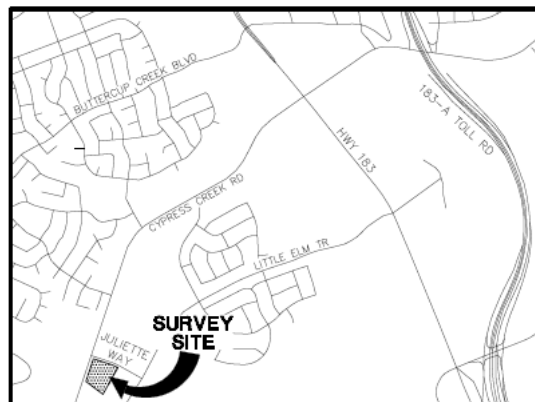 BUTTERCUP CREEK BLVD
183-A TOLL RD
HWY 183
CYPRESS CREEK RD
LITTLE ELM TR
SURVEY
SITE
JULIETTE
WAY